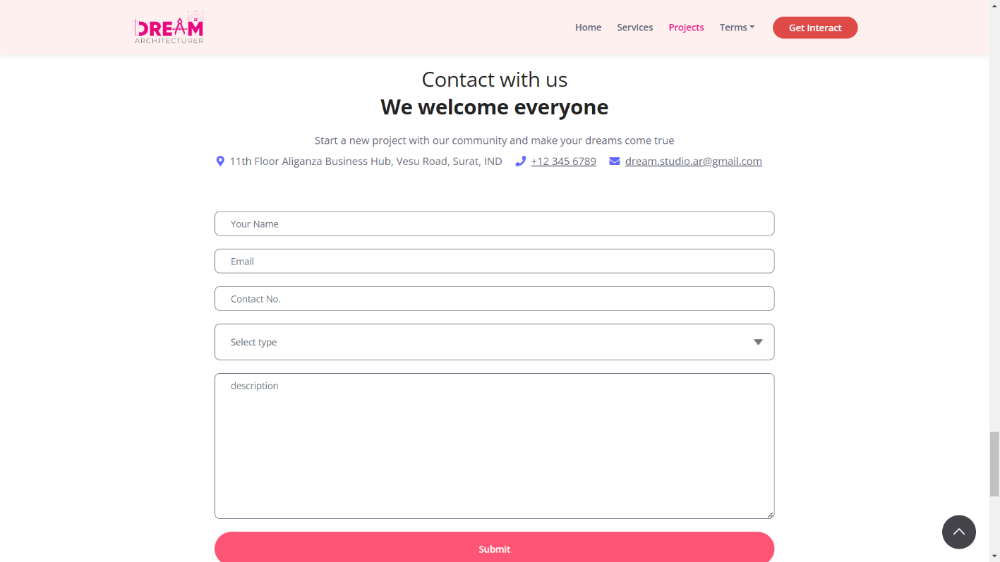 DREAM
ARCHITECTURER
Home Services Projects Terms Get Interact
Contact with us
We welcome everyone
Start a new project with our community and make your dreams come true
11th Floor Aliganza Business Hub, Vesu Road, Surat, IND +12 345 6789 dream.studio.ar@gmail.com
Your Name
Email
Contact No.
Select type
description
Submit